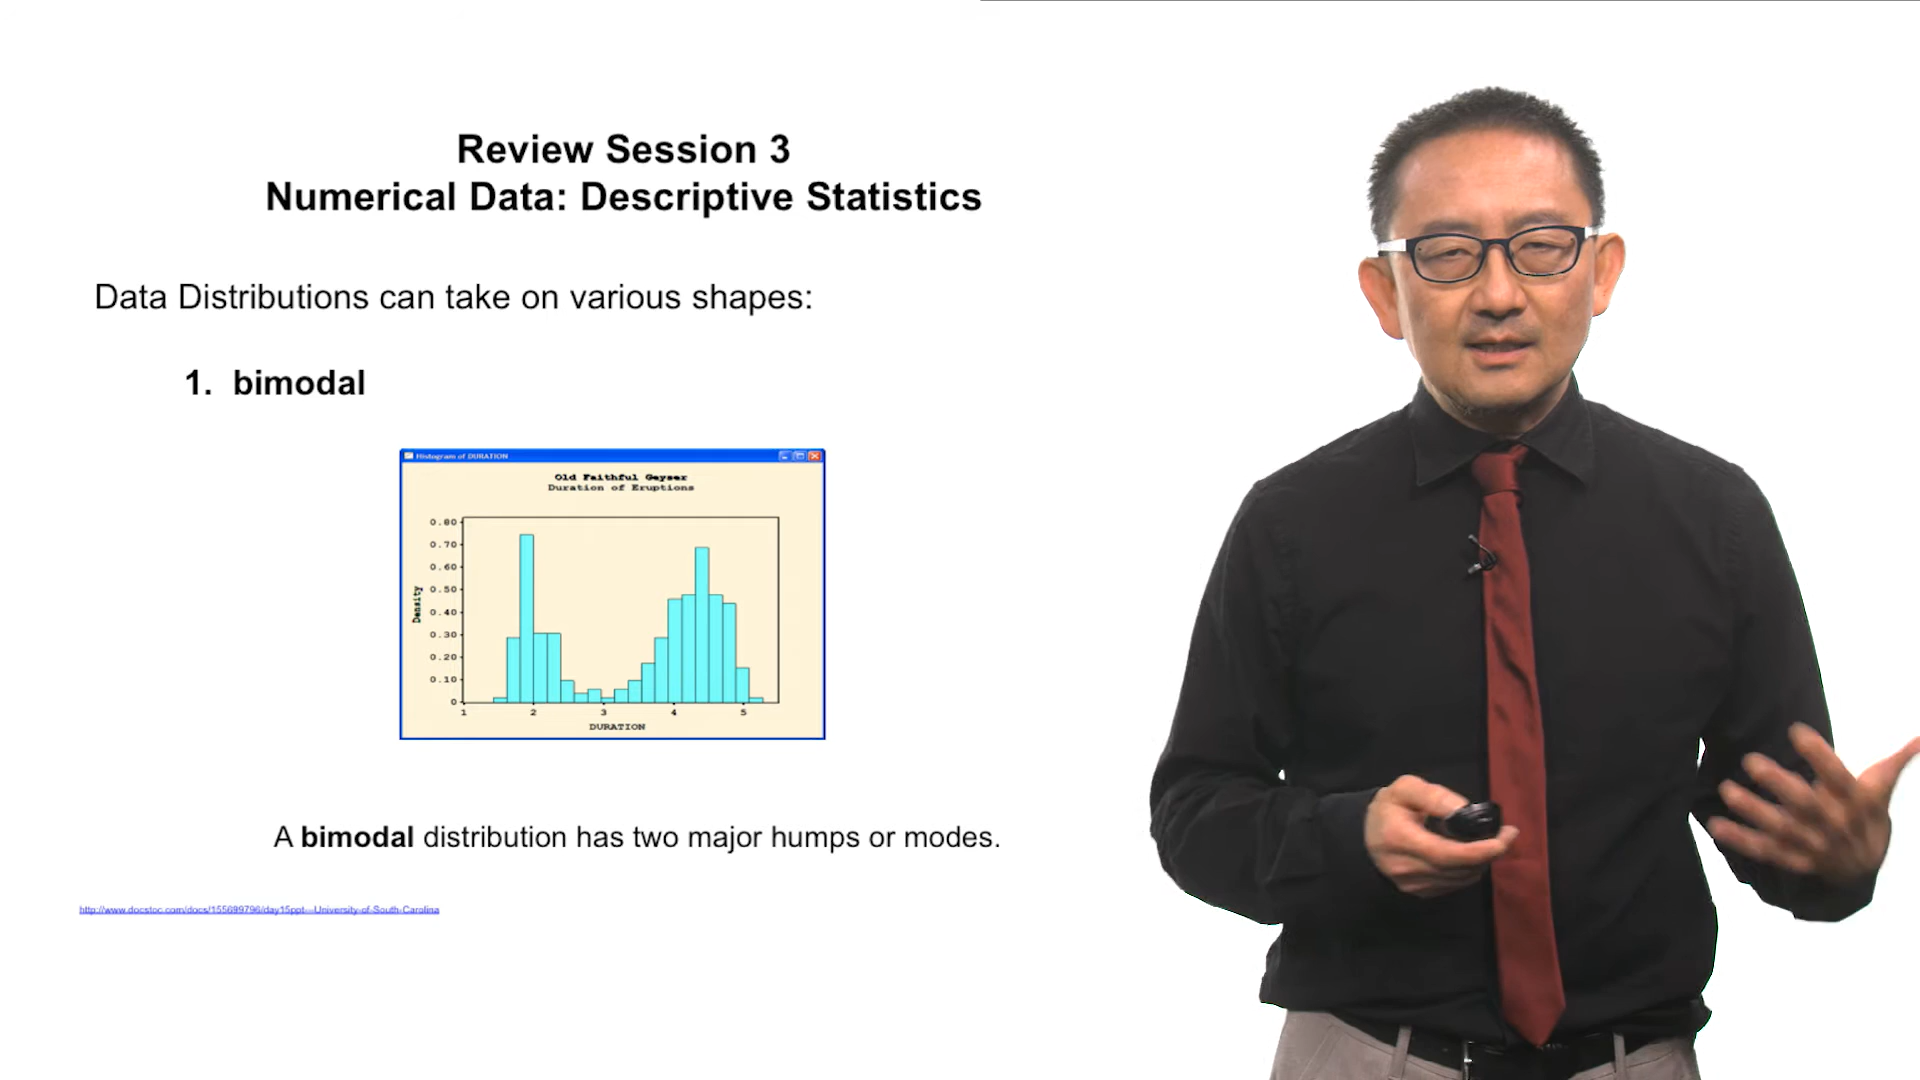 Review Session 3
Numerical Data: Descriptive Statistics
Data Distributions can take on various shapes:
1. bimodal
Histogram of DURATION
Old Faithful Geyser
Duration of Eruptions
Density
0.80
0.70
0.60
0.50
0.40
0.30
0.20
0.10
0
1 2 3 4 5
DURATION
A bimodal distribution has two major humps or modes.
http://www.docstoc.com/docs/155699796/day15ppt---University-of-South-Carolina